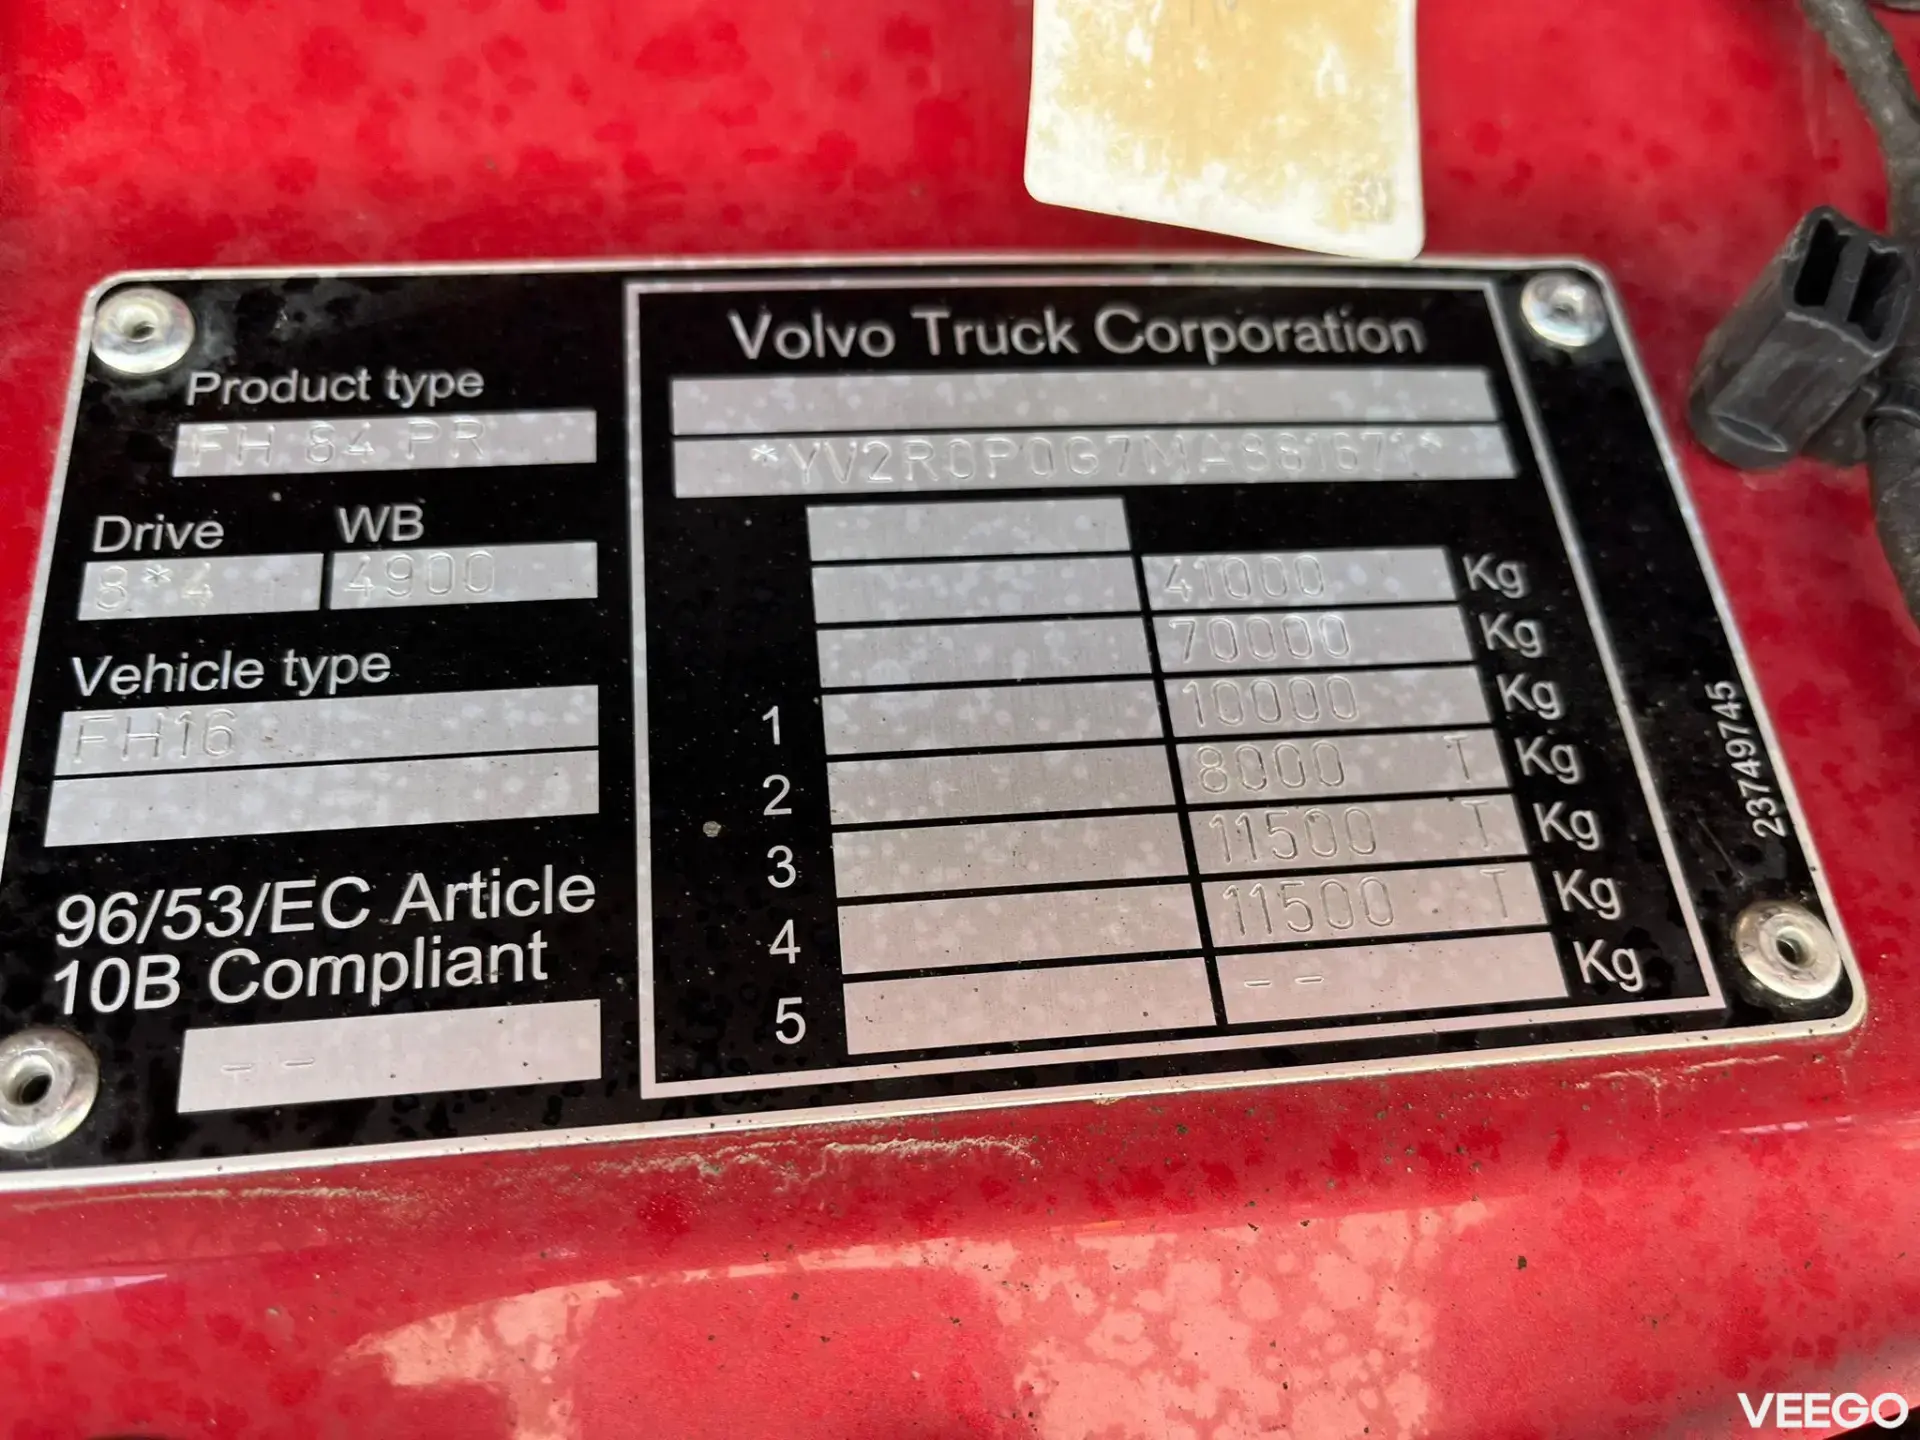 Volvo Truck Corporation
*YV2R0P0G7MA881671*
41000 Kg
70000 Kg
1 10000 Kg
2 8000 T Kg
3 11500 T Kg
4 11500 T Kg
5 -- Kg
Product type
FH 84 PR
Drive WB
8*4 4900
Vehicle type
FH16
96/53/EC Article
10B Compliant
--
23749745
VEEGO